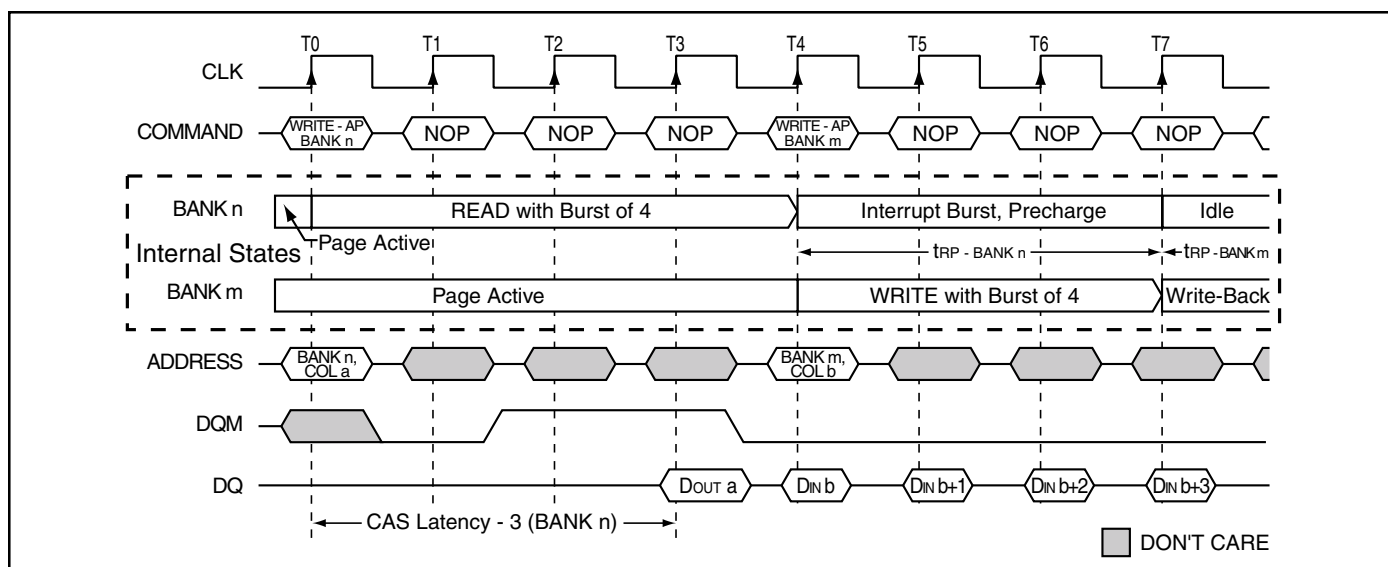 T0 T1 T2 T3 T4 T5 T6 T7
CLK
COMMAND WRITE - AP BANK n NOP NOP NOP WRITE - AP BANK m NOP NOP NOP
BANK n READ with Burst of 4 Interrupt Burst, Precharge Idle
Page Active tRP - BANK n tRP - BANK m
Internal States
BANK m Page Active WRITE with Burst of 4 Write-Back
ADDRESS BANK n, COL a BANK m, COL b
DQM
DQ DOUT a DIN b DIN b+1 DIN b+2 DIN b+3
CAS Latency - 3 (BANK n)
DON'T CARE